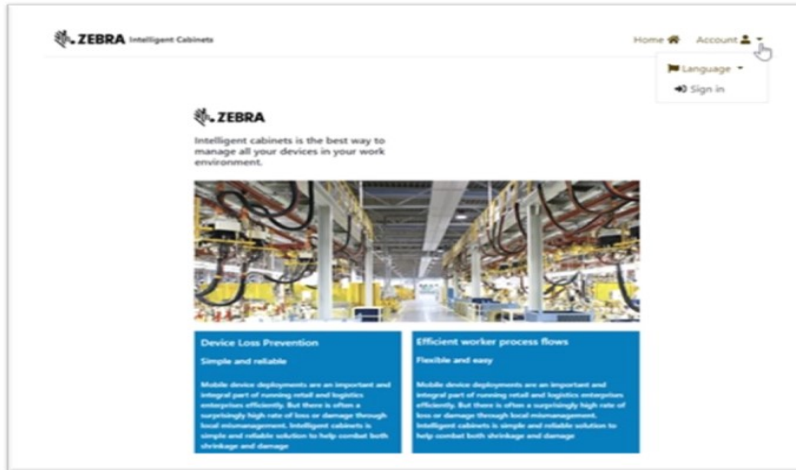 ZEBRA Intelligent Cabinets
Home Account
Language
Sign in
ZEBRA
Intelligent cabinets is the best way to
manage all your devices in your work
environment.
Device Loss Prevention
Simple and reliable
Mobile device deployments are an important and
integral part of running retail and logistics
enterprises efficiently. But there is often a
surprisingly high rate of loss or damage through
local mismanagement. Intelligent cabinets is
simple and reliable solution to help combat both
shrinkage and damage
Efficient worker process flows
Flexible and easy
Mobile device deployments are an important and
integral part of running retail and logistics enterprises
efficiently. But there is often a surprisingly high rate of
loss or damage through local mismanagement.
Intelligent cabinets is a simple and reliable solution to
help combat both shrinkage and damage